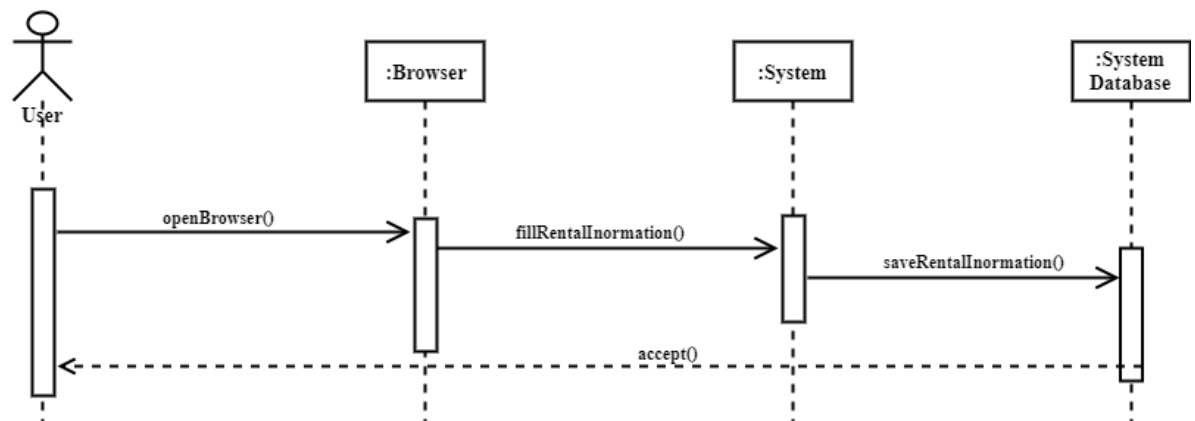 :Browser
:System
:System
Database
User
openBrowser()
fillRentalInormation()
saveRentalInormation()
accept()